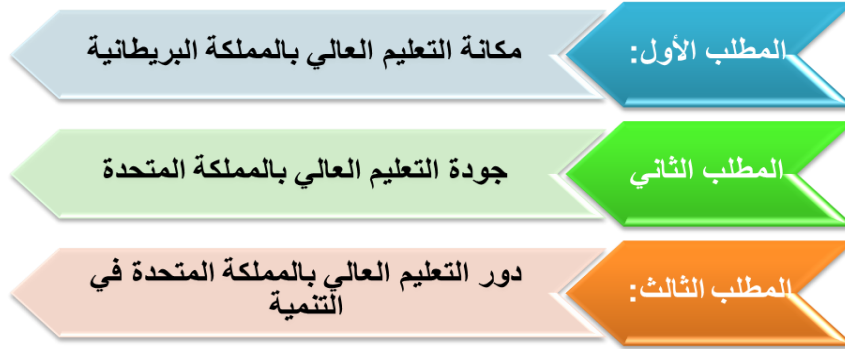 المطلب الأول:
مكانة التعليم العالي بالمملكة البريطانية
المطلب الثاني
جودة التعليم العالي بالمملكة المتحدة
المطلب الثالث:
دور التعليم العالي بالمملكة المتحدة في
التنمية